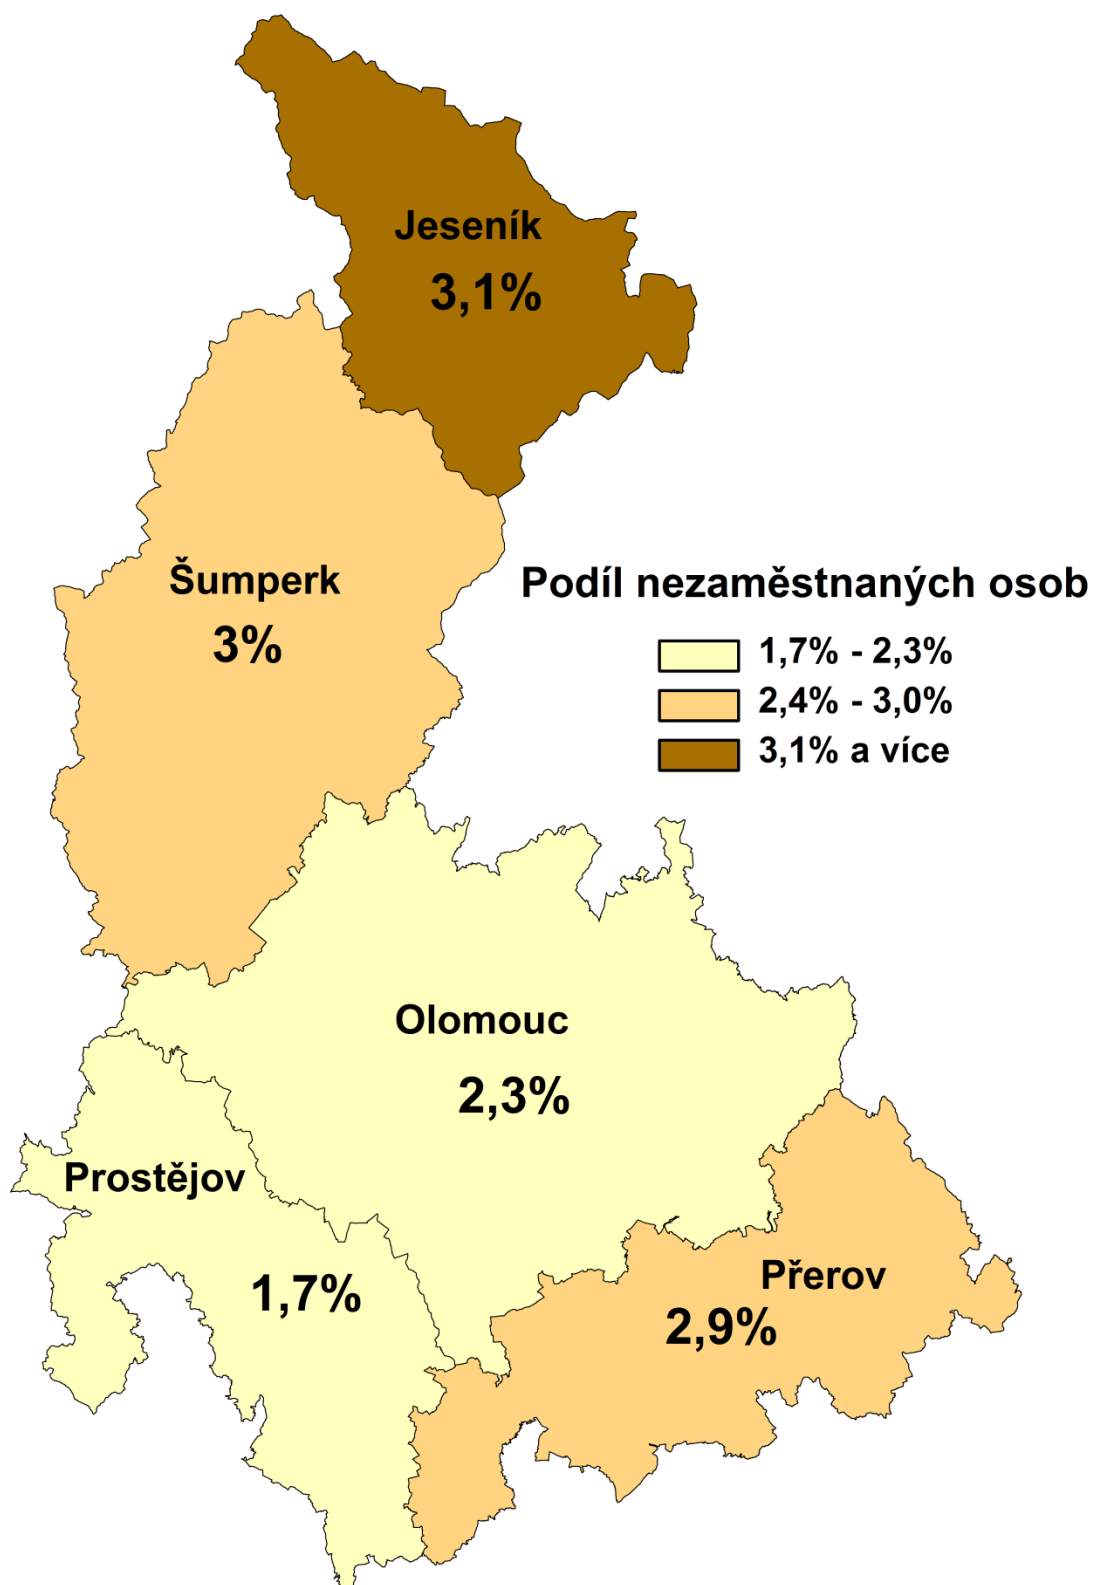 Jeseník
3,1%
Šumperk
3%
Podíl nezaměstnaných osob
1,7% - 2,3%
2,4% - 3,0%
3,1% a více
Olomouc
2,3%
Prostějov
1,7%
Přerov
2,9%